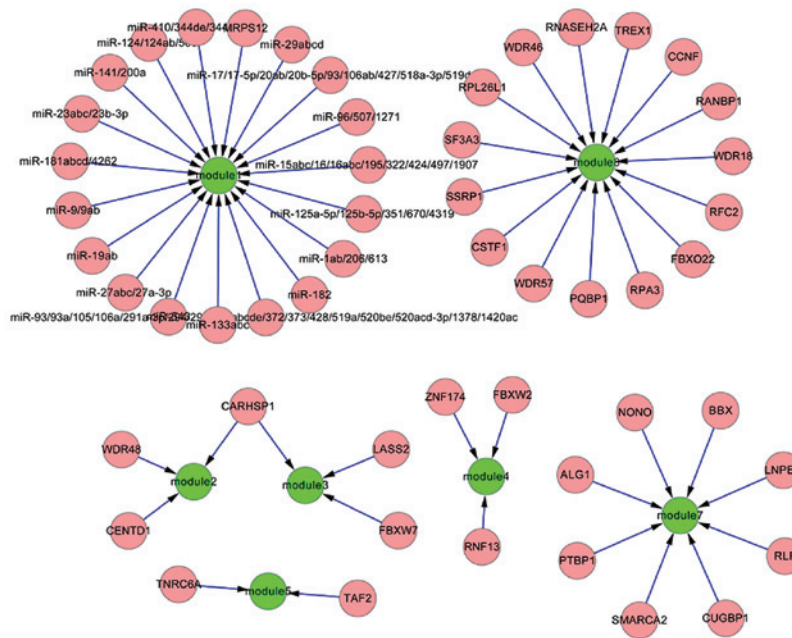 miR-410/344de/344
MRPS12
miR-124/124ab/506
miR-29abcd
miR-141/200a
miR-17/17-5p/20ab/20b-5p/93/106ab/427/518a-3p/519d
miR-23abc/23b-3p
miR-96/507/1271
miR-181abcd/4262
module1
miR-15abc/16/16abc/195/322/424/497/1907
miR-9/9ab
miR-125a-5p/125b-5p/351/670/4319
miR-19ab
miR-1ab/206/613
miR-27abc/27a-3p
miR-182
miR-133abc
abcde/372/373/428/519a/520be/520acd-3p/1378/1420ac
RNASEH2A
TREX1
WDR46
CCNF
RPL26L1
RANBP1
SF3A3
WDR18
SSRP1
RFC2
CSTF1
FBXO22
WDR57
RPA3
PQBP1
CARHSP1
WDR48
LASS2
module2
module3
CENTD1
FBXW7
TNRC6A
module5
TAF2
ZNF174
FBXW2
module4
RNF13
NONO
BBX
ALG1
module7
PTBP1
SMARCA2
CUGBP1